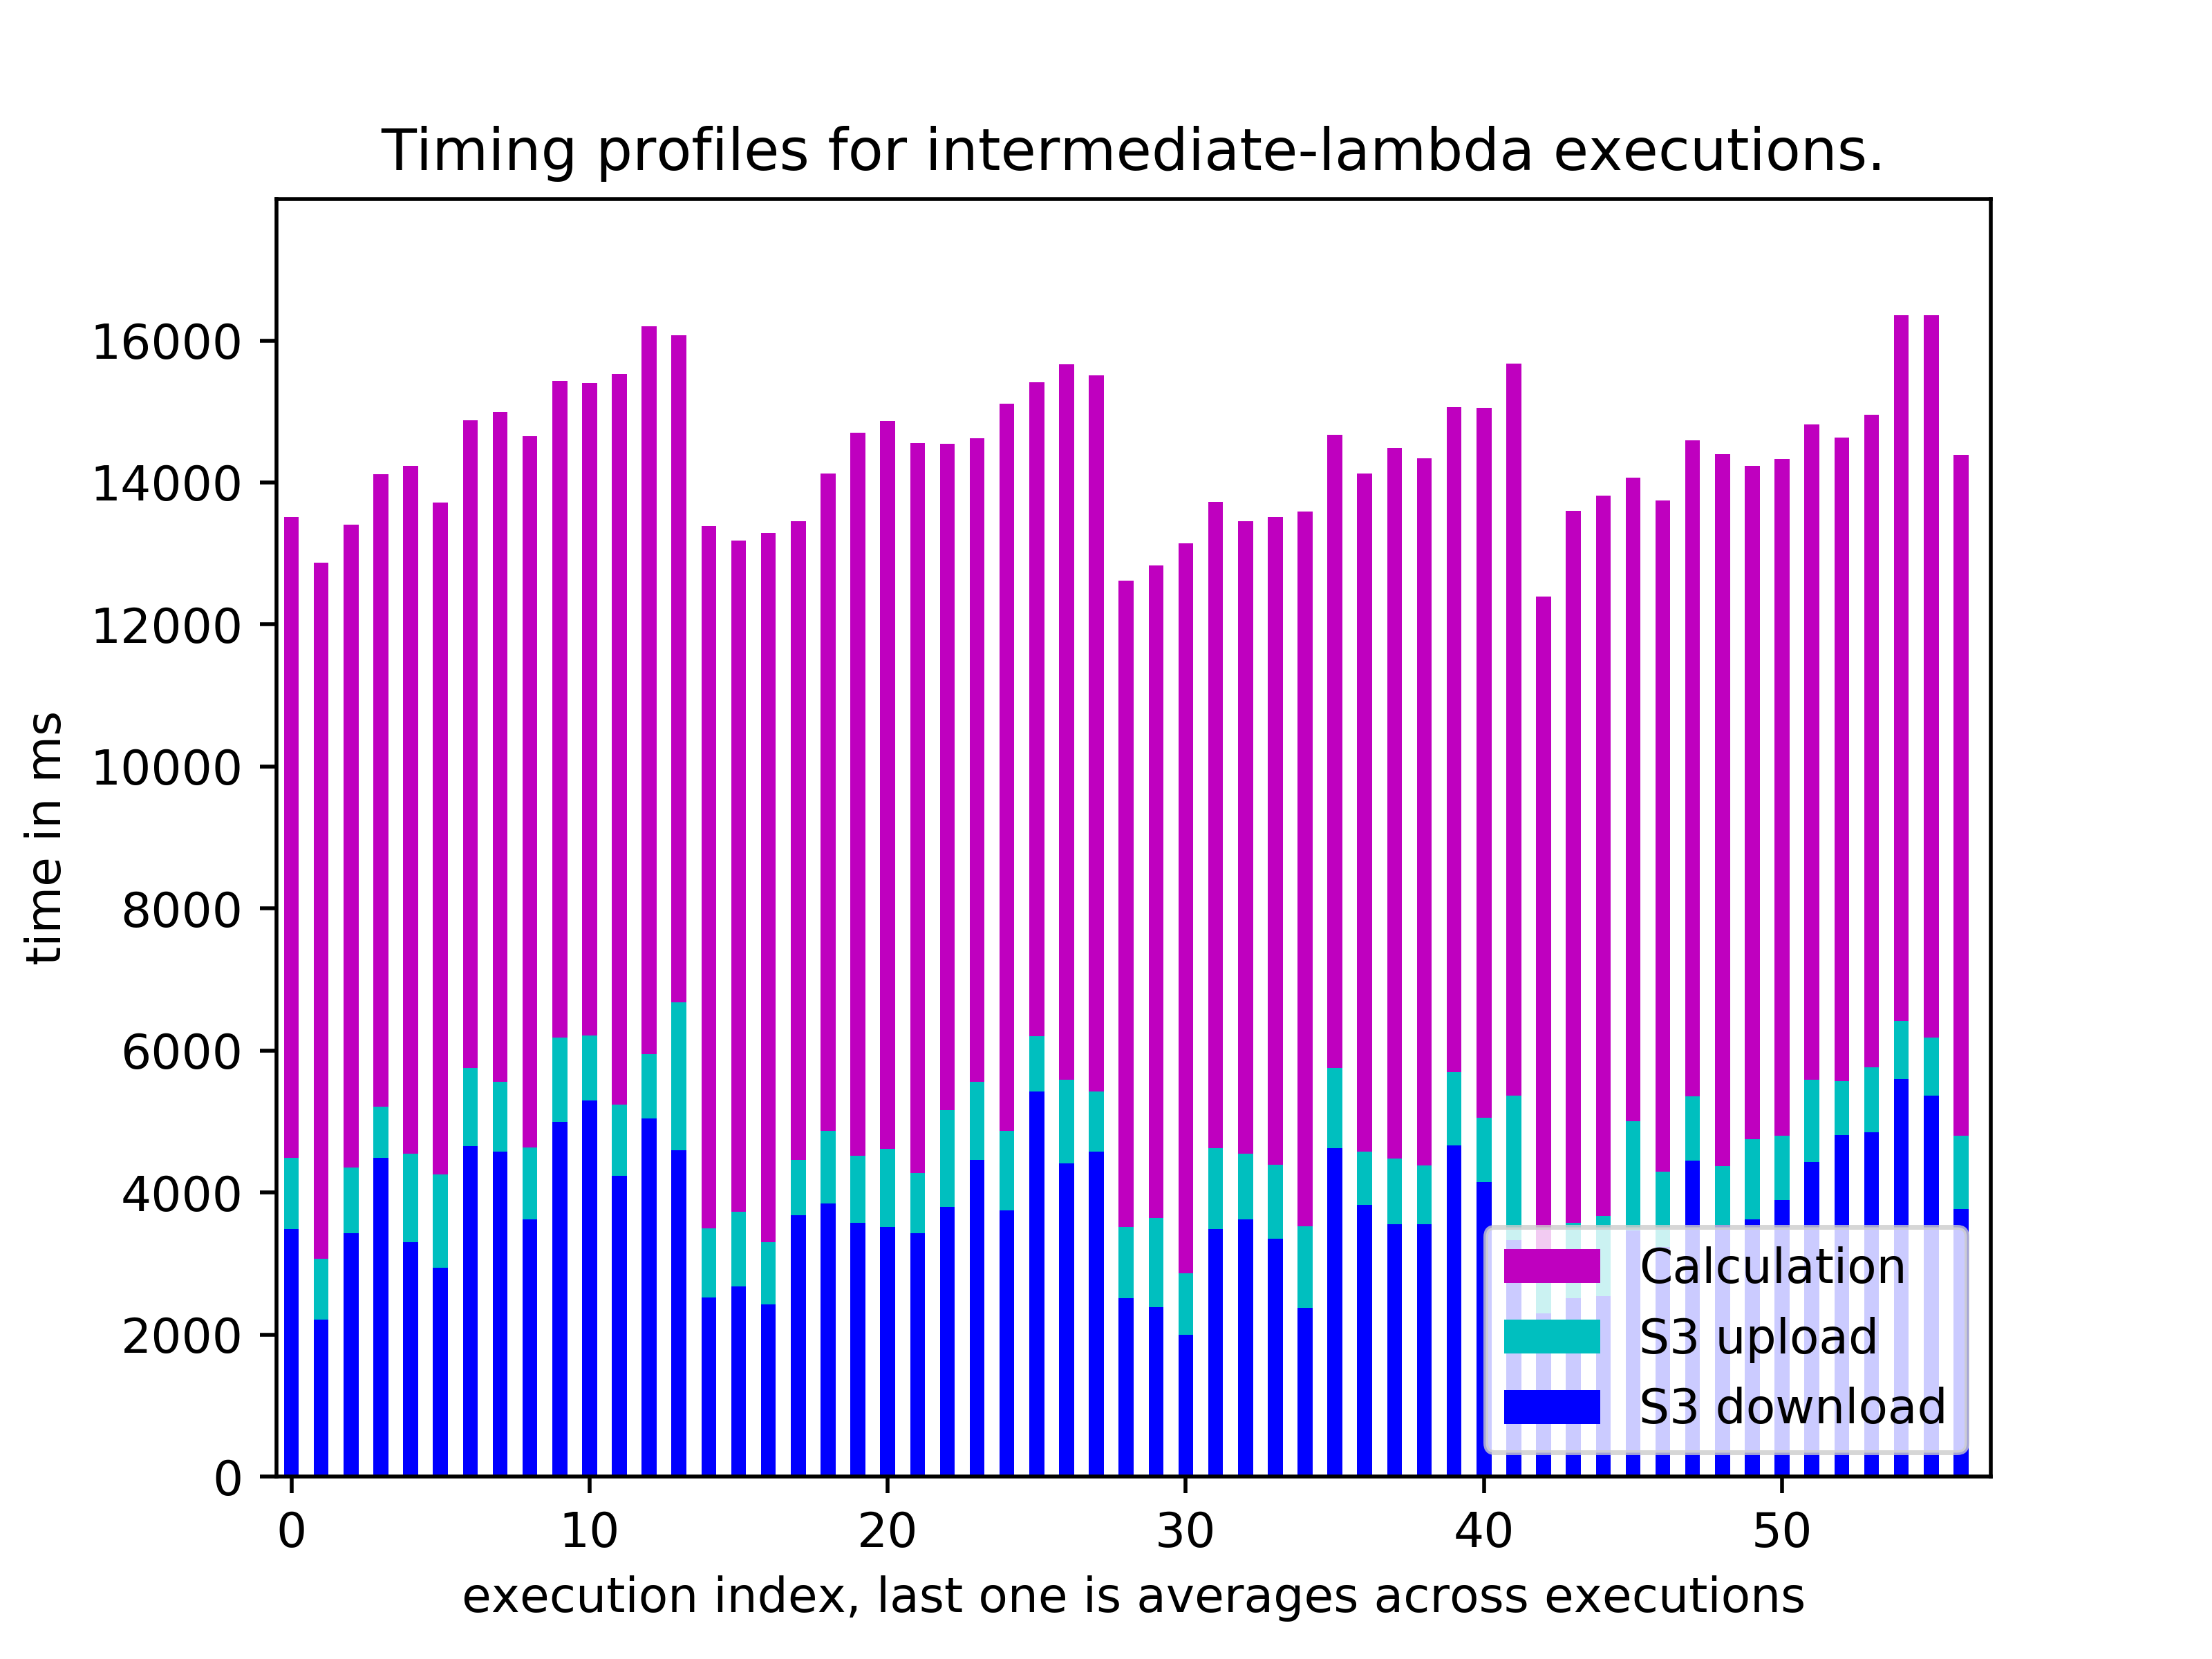 Timing profiles for intermediate-lambda executions.
16000
14000
12000
10000
8000
6000
4000
2000
0
time in ms
Calculation
S3 upload
S3 download
0 10 20 30 40 50
execution index, last one is averages across executions